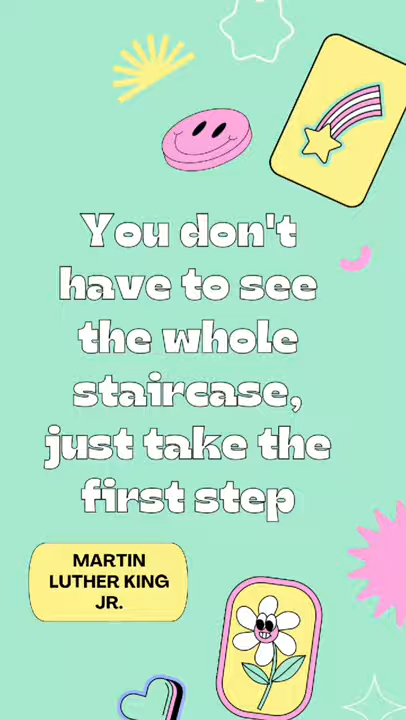 You don't
have to see
the whole
staircase,
just take the
first step
MARTIN
LUTHER KING
JR.